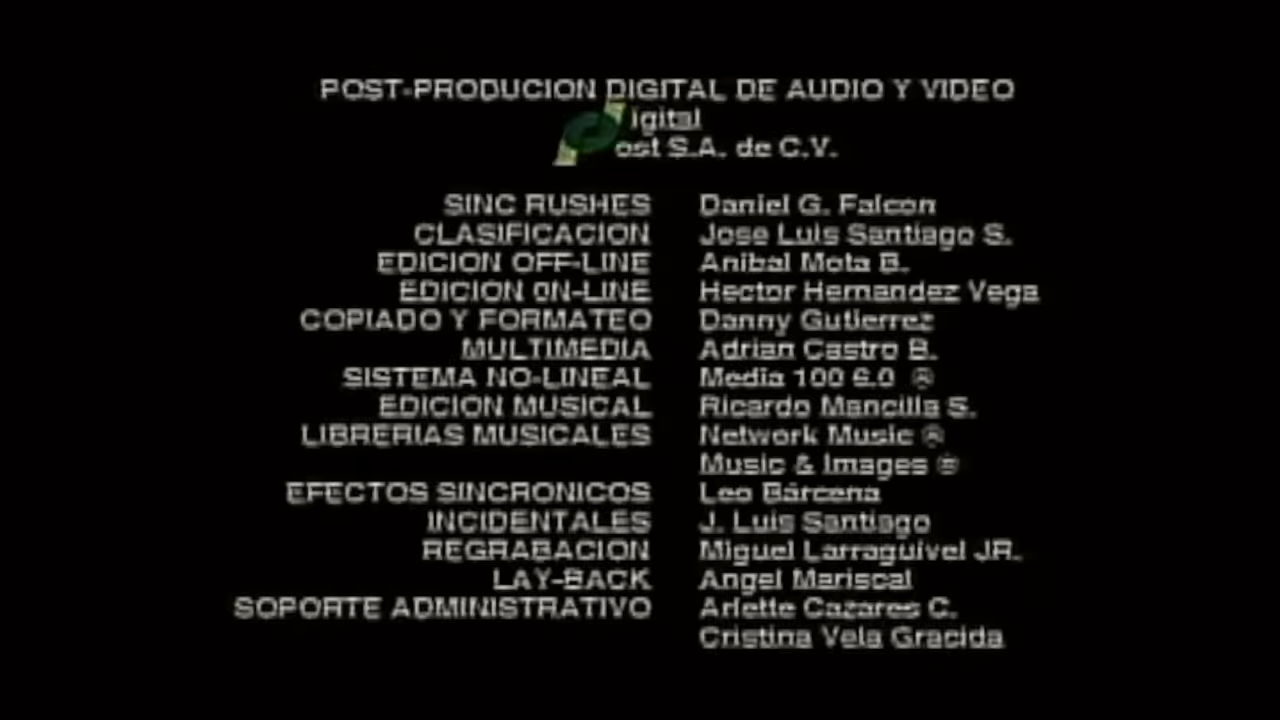 POST-PRODUCION DIGITAL DE AUDIO Y VIDEO
Digital
Post S.A. de C.V.
SINC RUSHES Daniel G. Falcon
CLASIFICACION Jose Luis Santiago S.
EDICION OFF-LINE Anibal Mota B.
EDICION ON-LINE Hector Hernandez Vega
COPIADO Y FORMATEO Danny Gutierrez
MULTIMEDIA Adrian Castro B.
SISTEMA NO-LINEAL Media 100 6.0 ®
EDICION MUSICAL Ricardo Mancilla S.
LIBRERIAS MUSICALES Network Music ®
Music & Images ®
EFECTOS SINCRONICOS Leo Bárcena
INCIDENTALES J. Luis Santiago
REGRABACION Miguel Larraguivel JR.
LAY-BACK Angel Mariscal
SOPORTE ADMINISTRATIVO Arlette Cazares C.
Cristina Vela Gracida